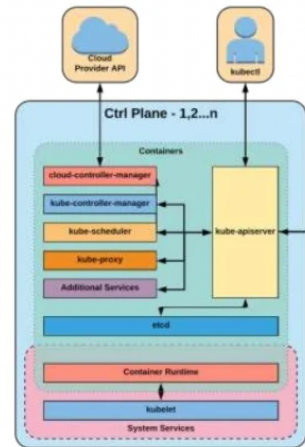 Cloud
Provider API
kubectl
Ctrl Plane - 1,2...n
Containers
cloud-controller-manager
kube-controller-manager
kube-scheduler
kube-apiserver
kube-proxy
Additional Services
etcd
Container Runtime
kubelet
System Services